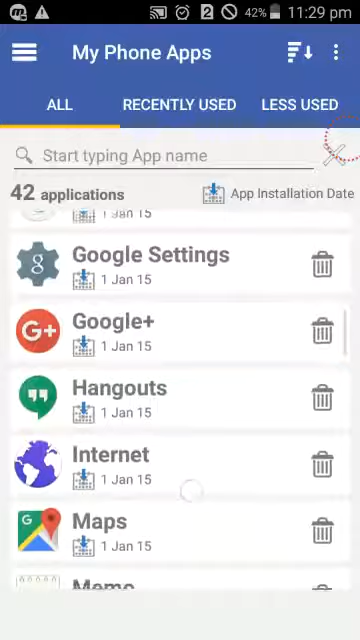 42% 11:29 pm
My Phone Apps
ALL RECENTLY USED LESS USED
Start typing App name
42 applications App Installation Date
1 Jan 15
Google Settings
1 Jan 15
Google+
1 Jan 15
Hangouts
1 Jan 15
Internet
1 Jan 15
Maps
1 Jan 15
Memo